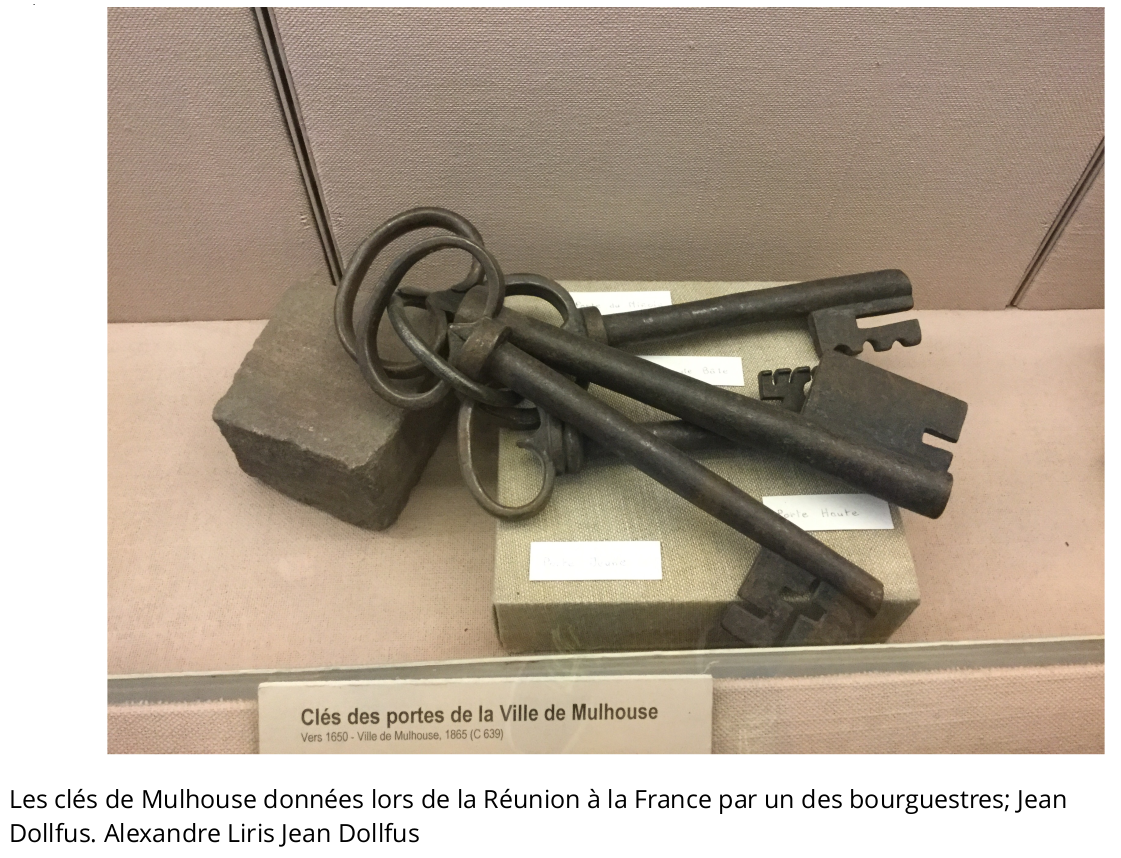 Porte Haute
Clés des portes de la Ville de Mulhouse
Vers 1650 - Ville de Mulhouse, 1865 (C 639)
Les clés de Mulhouse données lors de la Réunion à la France par un des bourguestres; Jean
Dollfus. Alexandre Liris Jean Dollfus